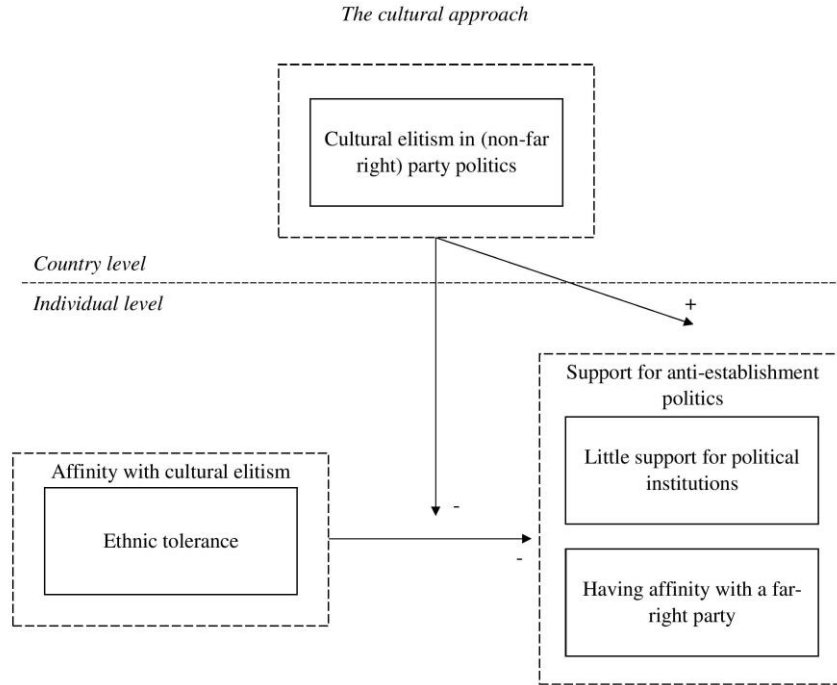 The cultural approach
Cultural elitism in (non-far
right) party politics
Country level
Individual level
+
Support for anti-establishment
politics
Little support for political
institutions
Affinity with cultural elitism
Ethnic tolerance
-
-
Having affinity with a far-
right party